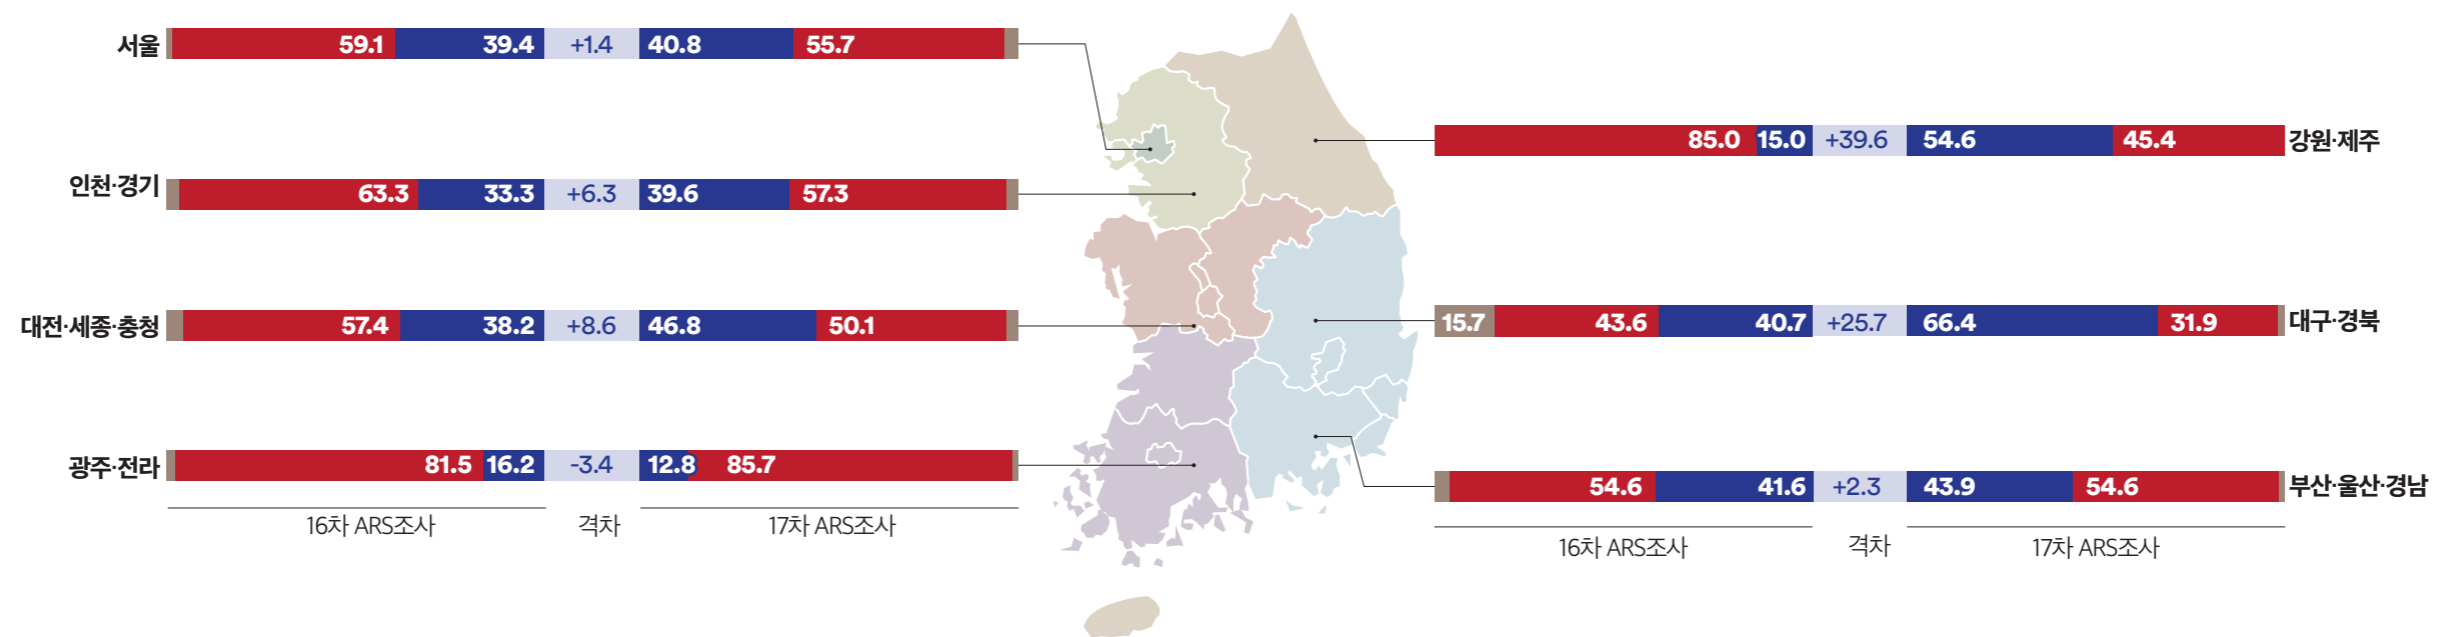 서울 59.1 39.4 +1.4 40.8 55.7
인천·경기 63.3 33.3 +6.3 39.6 57.3
대전·세종·충청 57.4 38.2 +8.6 46.8 50.1
광주·전라 81.5 16.2 -3.4 12.8 85.7
16차 ARS조사 격차 17차 ARS조사
85.0 15.0 +39.6 54.6 45.4 강원·제주
15.7 43.6 40.7 +25.7 66.4 31.9 대구·경북
54.6 41.6 +2.3 43.9 54.6 부산·울산·경남
16차 ARS조사 격차 17차 ARS조사